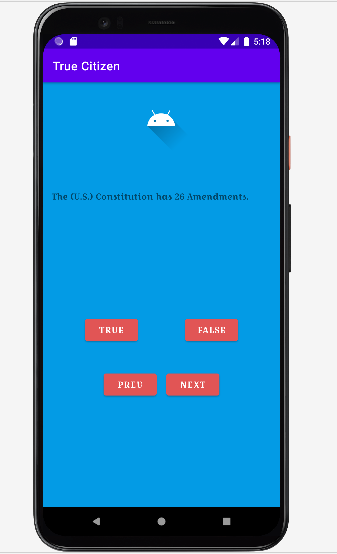 5:18
True Citizen
The (U.S.) Constitution has 26 Amendments.
TRUE FALSE
PREV NEXT